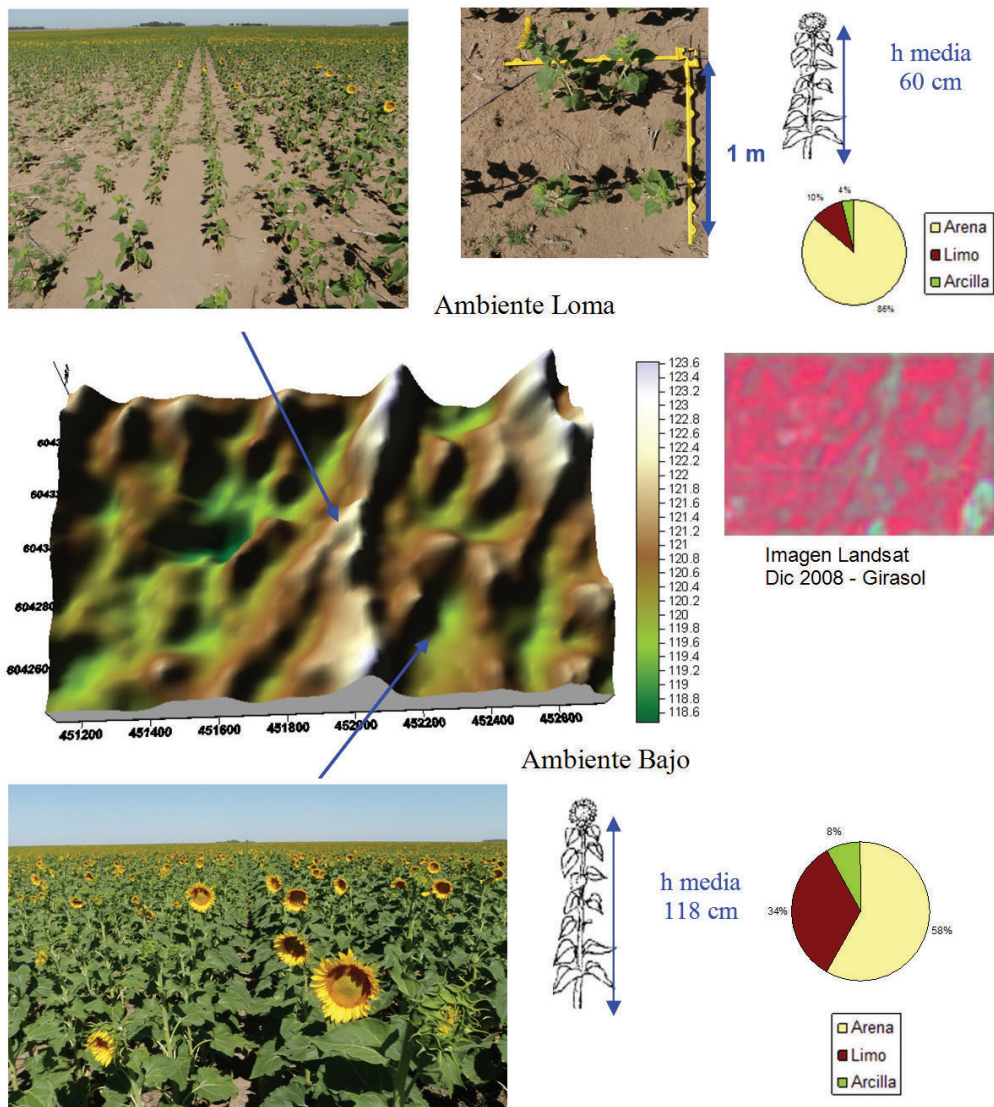 h media
60 cm
1 m
10%
4%
86%
Arena
Limo
Arcilla
Ambiente Loma
123.6
123.4
123.2
123
122.8
122.6
122.4
122.2
122
121.8
121.6
121.4
121.2
121
120.8
120.6
120.4
120.2
120
119.8
119.6
119.4
119.2
119
118.8
118.6
604280
604260
451200
451400
451600
451800
452000
452200
452400
452600
Imagen Landsat
Dic 2008 - Girasol
Ambiente Bajo
h media
118 cm
8%
34%
58%
Arena
Limo
Arcilla